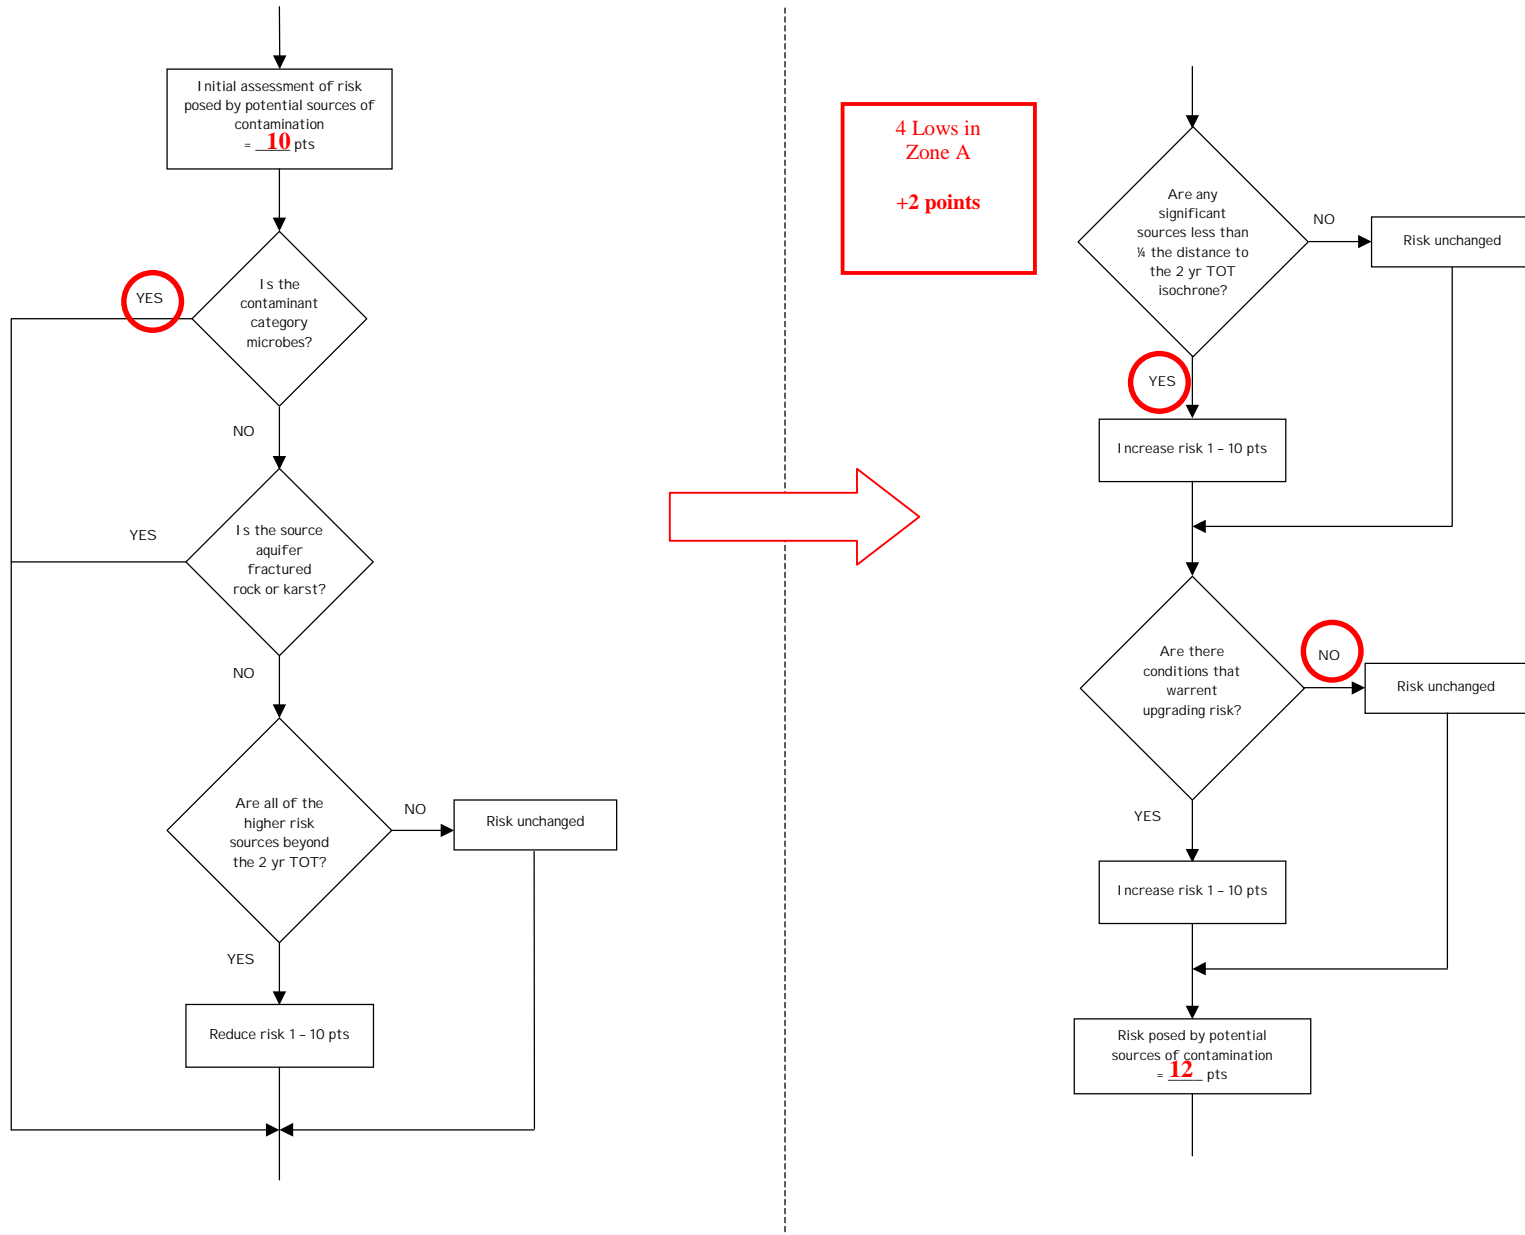 Initial assessment of risk
posed by potential sources of
contamination
= 10 pts
Is the
contaminant
category
microbes?
YES
NO
Is the source
aquifer
fractured
rock or karst?
YES
NO
Are all of the
higher risk
sources beyond
the 2 yr TOT?
NO
Risk unchanged
YES
Reduce risk 1 – 10 pts
4 Lows in
Zone A
+2 points
Are any
significant
sources less than
¼ the distance to
the 2 yr TOT
isochrone?
NO
Risk unchanged
YES
Increase risk 1 – 10 pts
Are there
conditions that
warrent
upgrading risk?
NO
Risk unchanged
YES
Increase risk 1 – 10 pts
Risk posed by potential
sources of contamination
= 12 pts